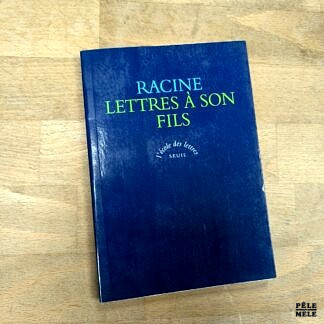 RACINE
LETTRES À SON
FILS
l'école des lettres
SEUIL
PÊLE
MÊLE